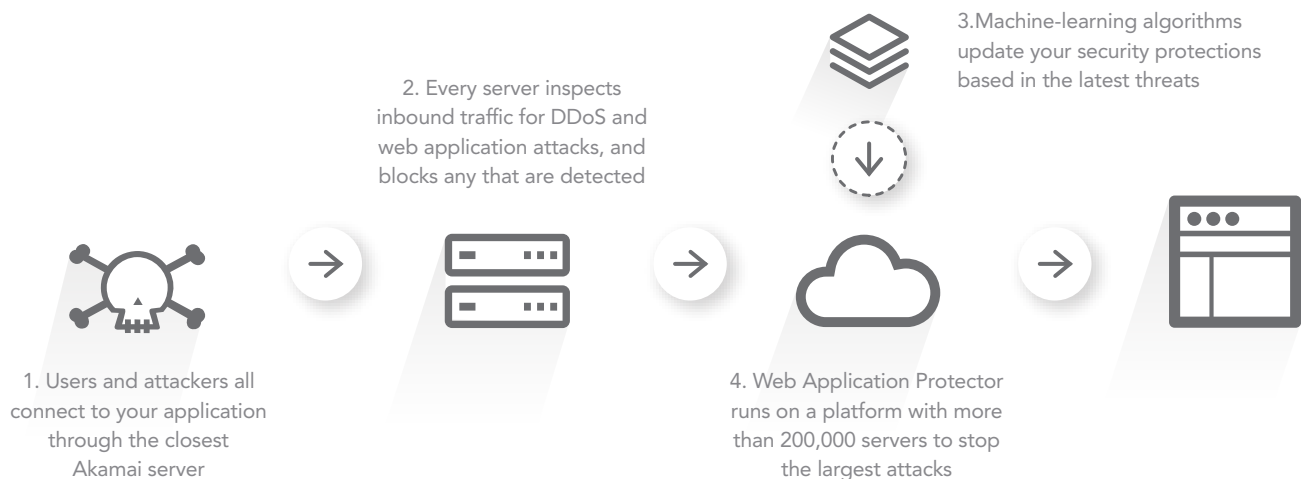 1. Users and attackers all
connect to your application
through the closest
Akamai server
2. Every server inspects
inbound traffic for DDoS and
web application attacks, and
blocks any that are detected
3.Machine-learning algorithms
update your security protections
based in the latest threats
4. Web Application Protector
runs on a platform with more
than 200,000 servers to stop
the largest attacks